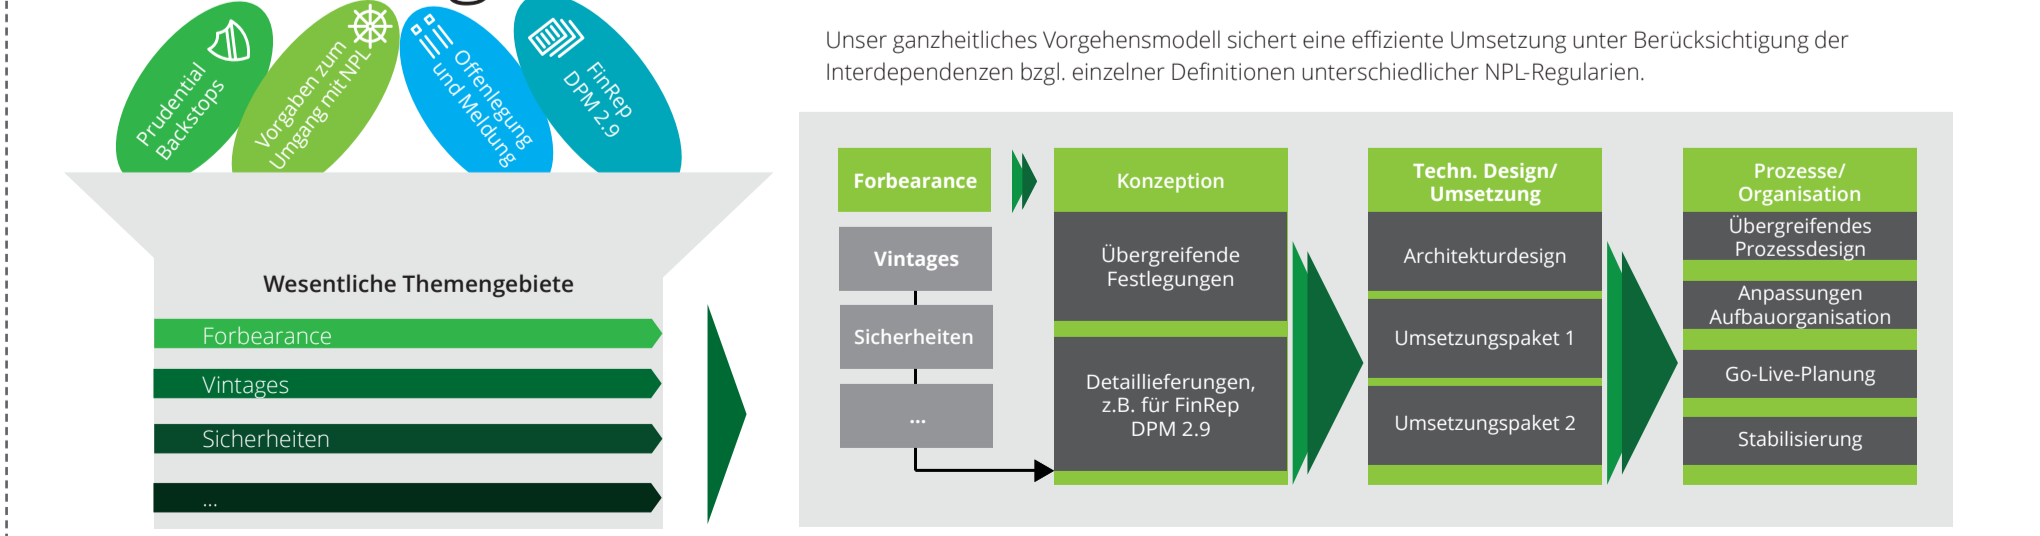 Prudential
Backstops
Vorgaben zum
Umgang mit NPL
Offenlegung
und Meldung
FinRep
DPM 2.9
Wesentliche Themengebiete
Forbearance
Vintages
Sicherheiten
...
Unser ganzheitliches Vorgehensmodell sichert eine effiziente Umsetzung unter Berücksichtigung der
Interdependenzen bzgl. einzelner Definitionen unterschiedlicher NPL-Regularien.
Forbearance
Vintages
Sicherheiten
...
Konzeption
Übergreifende
Festlegungen
Detaillieferungen,
z.B. für FinRep
DPM 2.9
Techn. Design/
Umsetzung
Architekturdesign
Umsetzungspaket 1
Umsetzungspaket 2
Prozesse/
Organisation
Übergreifendes
Prozessdesign
Anpassungen
Aufbauorganisation
Go-Live-Planung
Stabilisierung